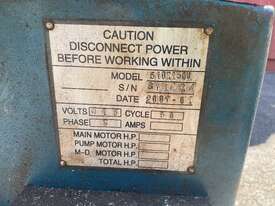 CAUTION
DISCONNECT POWER
BEFORE WORKING WITHIN
MODEL
S/N
DATE
VOLTS CYCLE
PHASE AMPS
MAIN MOTOR H.P.
PUMP MOTOR H.P.
M-D MOTOR H.P.
TOTAL H.P.